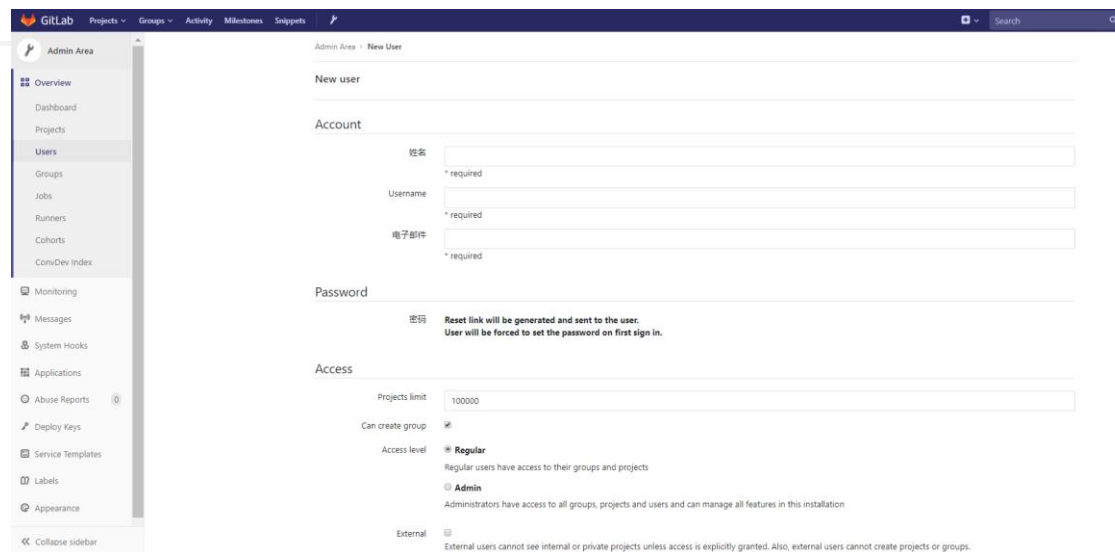 GitLab Projects Groups Activity Milestones Snippets Search
Admin Area
Overview
Dashboard
Projects
Users
Groups
Jobs
Runners
Cohorts
ConvDev Index
Monitoring
Messages
System Hooks
Applications
Abuse Reports 0
Deploy Keys
Service Templates
Labels
Appearance
Collapse sidebar
Admin Area > New User
New user
Account
姓名
* required
Username
* required
电子邮件
* required
Password
密码 Reset link will be generated and sent to the user.
User will be forced to set the password on first sign in.
Access
Projects limit 100000
Can create group
Access level Regular
Regular users have access to their groups and projects
Admin
Administrators have access to all groups, projects and users and can manage all features in this installation
External
External users cannot see internal or private projects unless access is explicitly granted. Also, external users cannot create projects or groups.